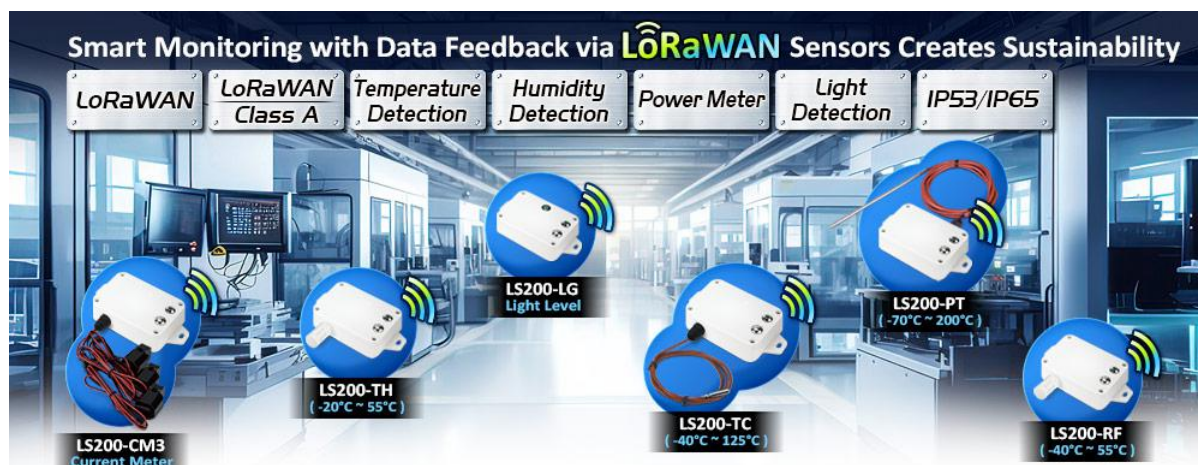 Smart Monitoring with Data Feedback via LoRaWAN Sensors Creates Sustainability
LoRaWAN
LoRaWAN
Class A
Temperature
Detection
Humidity
Detection
Power Meter
Light
Detection
IP53/IP65
LS200-LG
Light Level
LS200-PT
( -70°C ~ 200°C )
LS200-TH
( -20°C ~ 55°C )
LS200-TC
( -40°C ~ 125°C )
LS200-RF
( -40°C ~ 55°C )
LS200-CM3
Current Meter